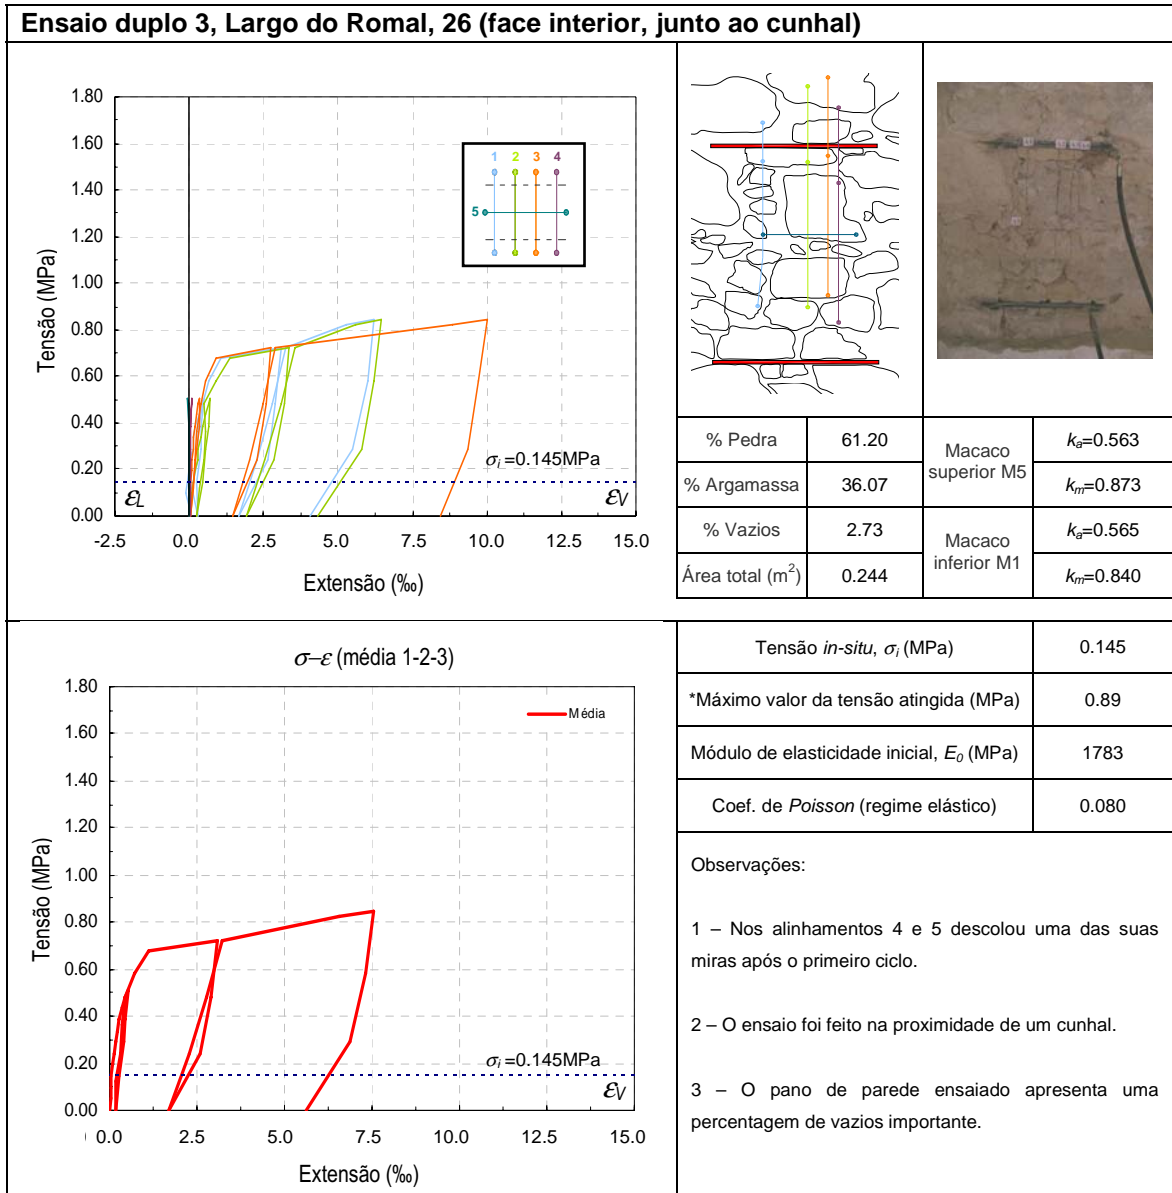 Ensaio duplo 3, Largo do Romal, 26 (face interior, junto ao cunhal)
Tensão (MPa)
1.80
1.60
1.40
1.20
1.00
0.80
0.60
0.40
0.20
0.00
1 2 3 4
5
σi=0.145MPa
εL
εV
-2.5 0.0 2.5 5.0 7.5 10.0 12.5 15.0
Extensão (‰)
% Pedra 61.20
% Argamassa 36.07
% Vazios 2.73
Área total (m2) 0.244
Macaco superior M5
ka=0.563
km=0.873
Macaco inferior M1
ka=0.565
km=0.840
σ–ε (média 1-2-3)
Tensão (MPa)
1.80
1.60
1.40
1.20
1.00
0.80
0.60
0.40
0.20
0.00
Média
σi=0.145MPa
εV
0.0 2.5 5.0 7.5 10.0 12.5 15.0
Extensão (‰)
Tensão in-situ, σi (MPa) 0.145
*Máximo valor da tensão atingida (MPa) 0.89
Módulo de elasticidade inicial, E0 (MPa) 1783
Coef. de Poisson (regime elástico) 0.080
Observações:
1 – Nos alinhamentos 4 e 5 descolou uma das suas
miras após o primeiro ciclo.
2 – O ensaio foi feito na proximidade de um cunhal.
3 – O pano de parede ensaiado apresenta uma
percentagem de vazios importante.